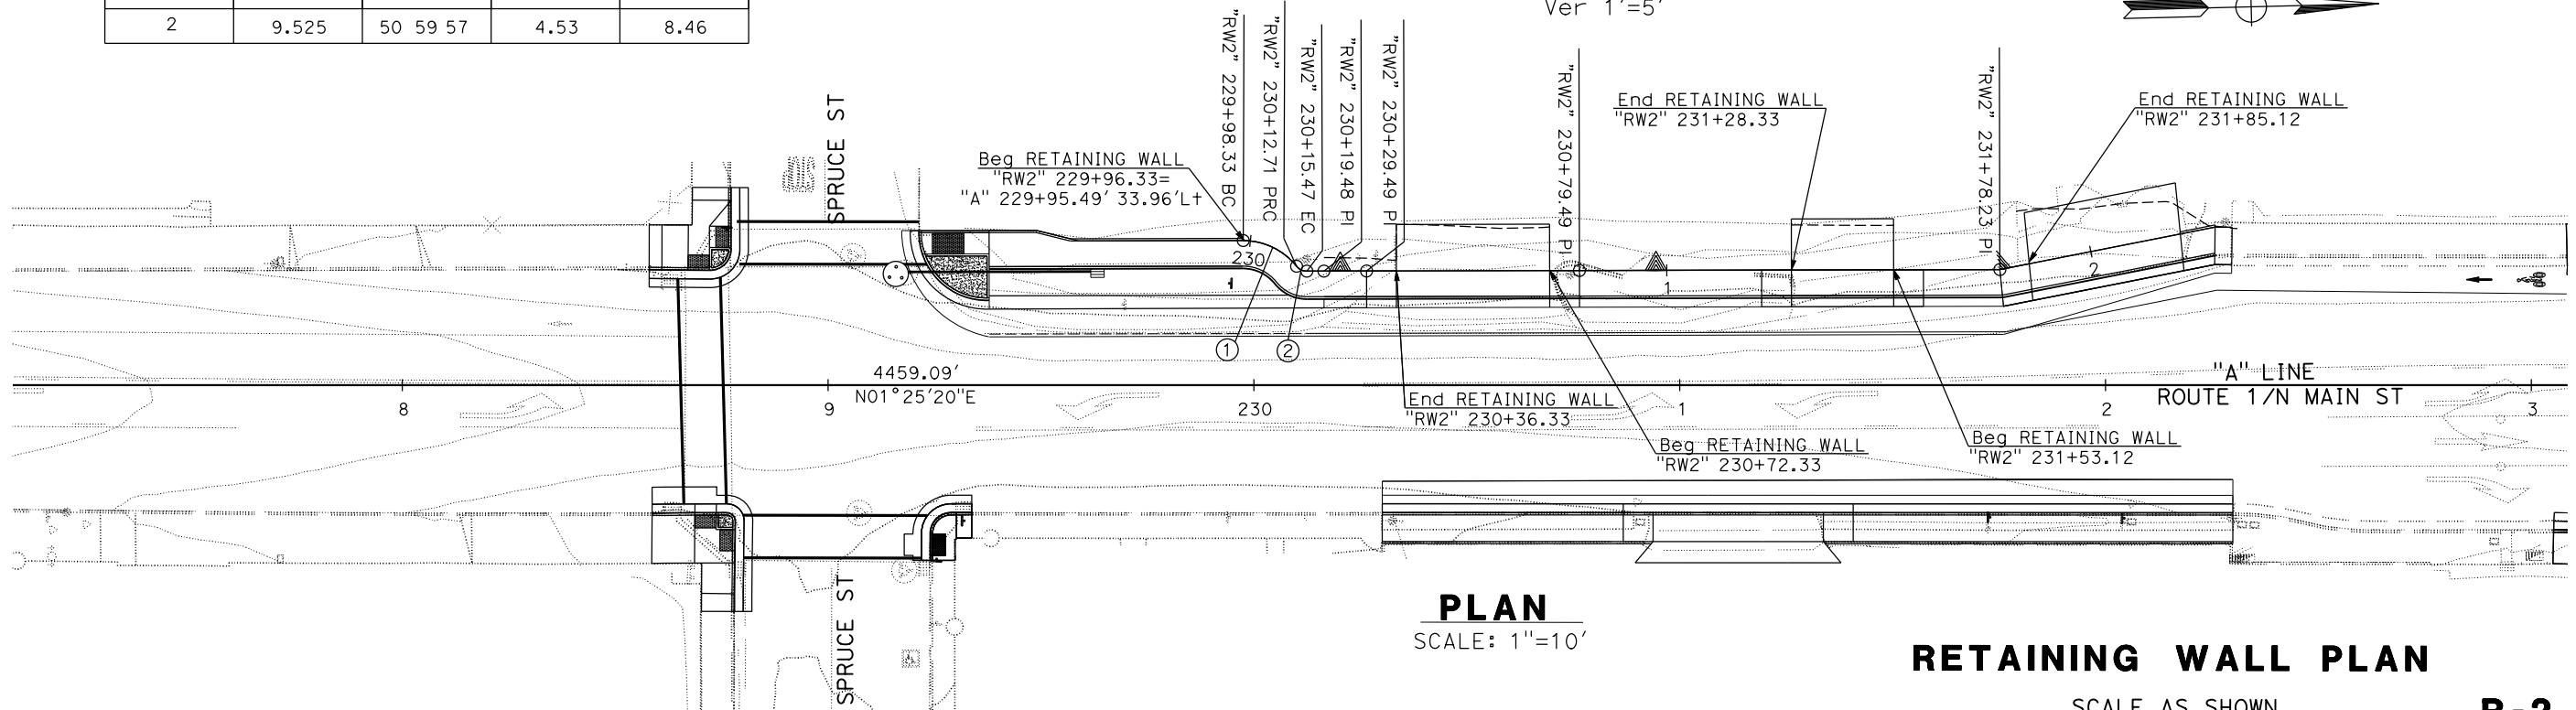 2 9.525 50 59 57 4.53 8.46
Ver 1'=5'
"RW2" 229+98.33 BC
"RW2" 230+12.71 PRC
"RW2" 230+15.47 EC
"RW2" 230+19.48 PI
"RW2" 230+29.49 PI
"RW2" 230+79.49 PI
"RW2" 231+78.23 PI
End RETAINING WALL
"RW2" 231+28.33
End RETAINING WALL
"RW2" 231+85.12
SPRUCE ST
Beg RETAINING WALL
"RW2" 229+96.33=
"A" 229+95.49' 33.96'Lt
230
1
2
1
2
4459.09'
N01°25'20"E
8
9
230
1
2
3
"A" LINE
ROUTE 1/N MAIN ST
End RETAINING WALL
"RW2" 230+36.33
Beg RETAINING WALL
"RW2" 230+72.33
Beg RETAINING WALL
"RW2" 231+53.12
SPRUCE ST
PLAN
SCALE: 1"=10'
RETAINING WALL PLAN
SCALE AS SHOWN